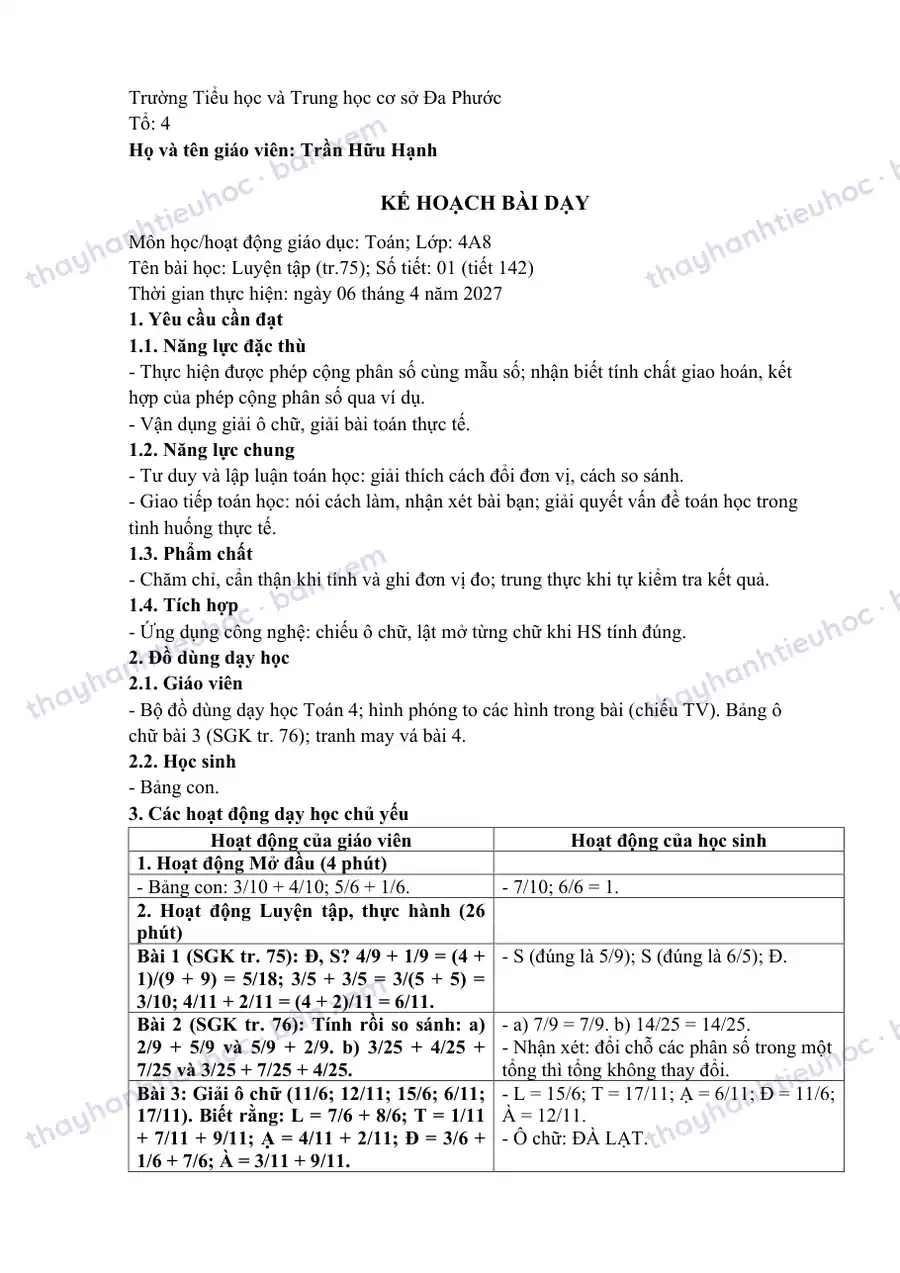 Trường Tiểu học và Trung học cơ sở Đa Phước
Tổ: 4
Họ và tên giáo viên: Trần Hữu Hạnh
KẾ HOẠCH BÀI DẠY
Môn học/hoạt động giáo dục: Toán; Lớp: 4A8
Tên bài học: Luyện tập (tr.75); Số tiết: 01 (tiết 142)
Thời gian thực hiện: ngày 06 tháng 4 năm 2027
1. Yêu cầu cần đạt
1.1. Năng lực đặc thù
- Thực hiện được phép cộng phân số cùng mẫu số; nhận biết tính chất giao hoán, kết
hợp của phép cộng phân số qua ví dụ.
- Vận dụng giải ô chữ, giải bài toán thực tế.
1.2. Năng lực chung
- Tư duy và lập luận toán học: giải thích cách đổi đơn vị, cách so sánh.
- Giao tiếp toán học: nói cách làm, nhận xét bài bạn; giải quyết vấn đề toán học trong
tình huống thực tế.
1.3. Phẩm chất
- Chăm chỉ, cẩn thận khi tính và ghi đơn vị đo; trung thực khi tự kiểm tra kết quả.
1.4. Tích hợp
- Ứng dụng công nghệ: chiếu ô chữ, lật mở từng chữ khi HS tính đúng.
2. Đồ dùng dạy học
2.1. Giáo viên
- Bộ đồ dùng dạy học Toán 4; hình phóng to các hình trong bài (chiếu TV). Bảng ô
chữ bài 3 (SGK tr. 76); tranh may vá bài 4.
2.2. Học sinh
- Bảng con.
3. Các hoạt động dạy học chủ yếu
Hoạt động của giáo viên
Hoạt động của học sinh
1. Hoạt động Mở đầu (4 phút)
- Bảng con: 3/10 + 4/10; 5/6 + 1/6.
- 7/10; 6/6 = 1.
2. Hoạt động Luyện tập, thực hành (26
phút)
Bài 1 (SGK tr. 75): Đ, S? 4/9 + 1/9 = (4 +
1)/(9 + 9) = 5/18; 3/5 + 3/5 = 3/(5 + 5) =
3/10; 4/11 + 2/11 = (4 + 2)/11 = 6/11.
- S (đúng là 5/9); S (đúng là 6/5); Đ.
Bài 2 (SGK tr. 76): Tính rồi so sánh: a)
2/9 + 5/9 và 5/9 + 2/9. b) 3/25 + 4/25 +
7/25 và 3/25 + 7/25 + 4/25.
- a) 7/9 = 7/9. b) 14/25 = 14/25.
- Nhận xét: đổi chỗ các phân số trong một
tổng thì tổng không thay đổi.
Bài 3: Giải ô chữ (11/6; 12/11; 15/6; 6/11;
17/11). Biết rằng: L = 7/6 + 8/6; T = 1/11
+ 7/11 + 9/11; Ạ = 4/11 + 2/11; Đ = 3/6 +
1/6 + 7/6; À = 3/11 + 9/11.
- L = 15/6; T = 17/11; Ạ = 6/11; Đ = 11/6;
À = 12/11.
- Ô chữ: ĐÀ LẠT.
thayhanhtieuhoc · bản xem
thayhanhtieuhoc · b
thayhanhtieuhoc · bản xem
thayhanhtieuhoc · b
thayhanhtieuhoc · bản xem
thayhanhtieuhoc · b